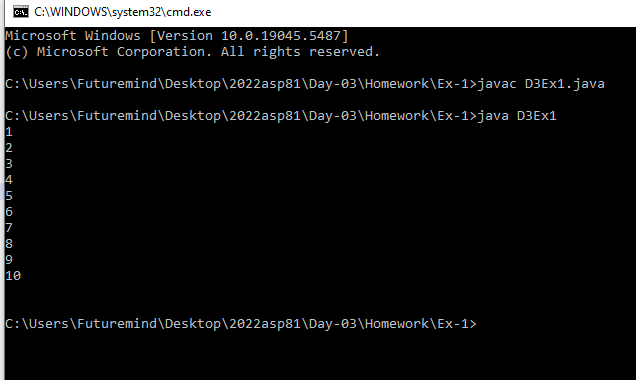 C:\WINDOWS\system32\cmd.exe
Microsoft Windows [Version 10.0.19045.5487]
(c) Microsoft Corporation. All rights reserved.
C:\Users\Futuremind\Desktop\2022asp81\Day-03\Homework\Ex-1>javac D3Ex1.java
C:\Users\Futuremind\Desktop\2022asp81\Day-03\Homework\Ex-1>java D3Ex1
1
2
3
4
5
6
7
8
9
10
C:\Users\Futuremind\Desktop\2022asp81\Day-03\Homework\Ex-1>